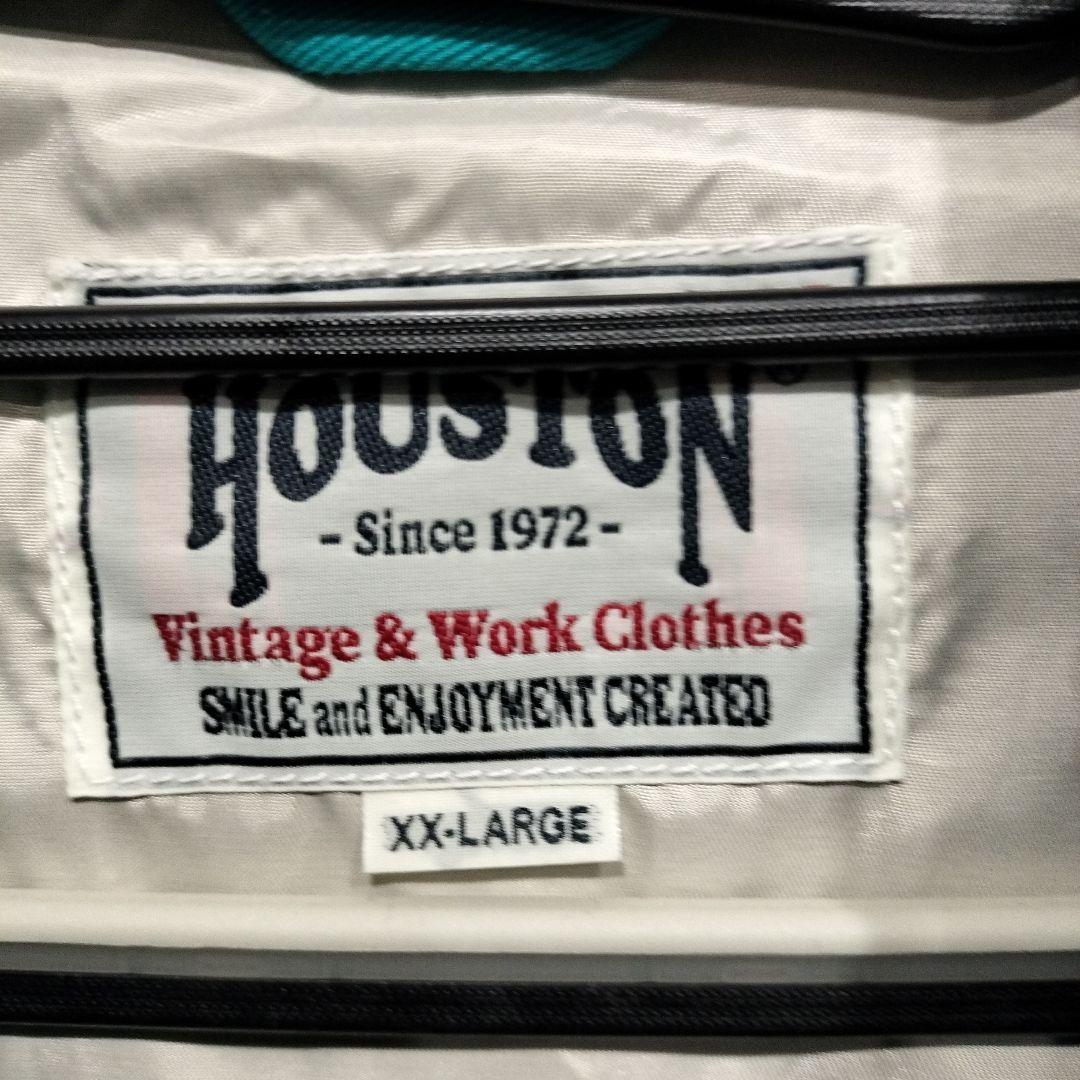 HOUSTON®
- Since 1972 -
Vintage & Work Clothes
SMILE and ENJOYMENT CREATED
XX-LARGE